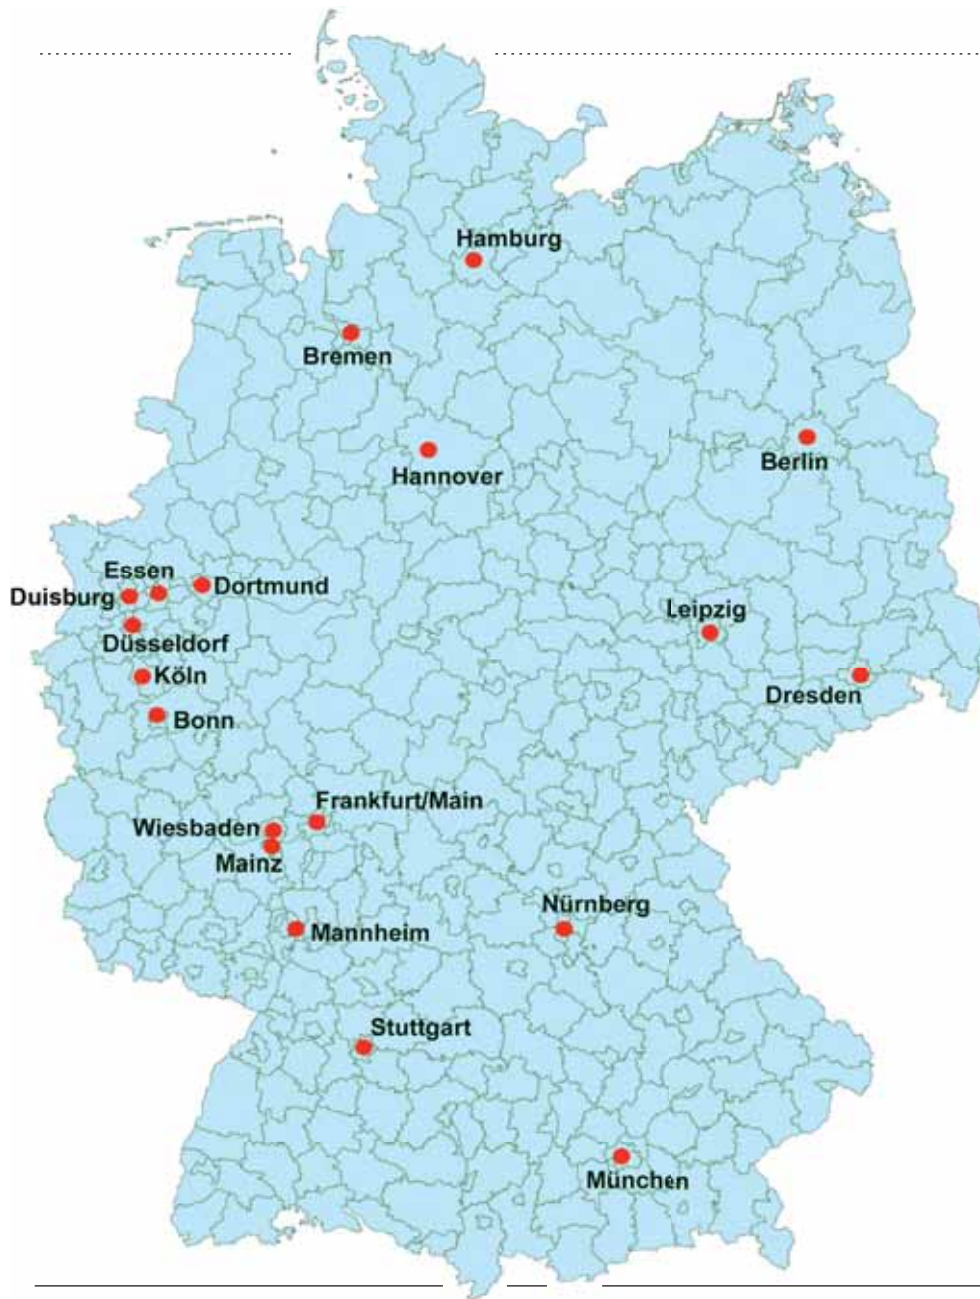 Hamburg
Bremen
Berlin
Hannover
Essen
Dortmund
Duisburg
Leipzig
Düsseldorf
Köln
Dresden
Bonn
Frankfurt/Main
Wiesbaden
Mainz
Nürnberg
Mannheim
Stuttgart
München